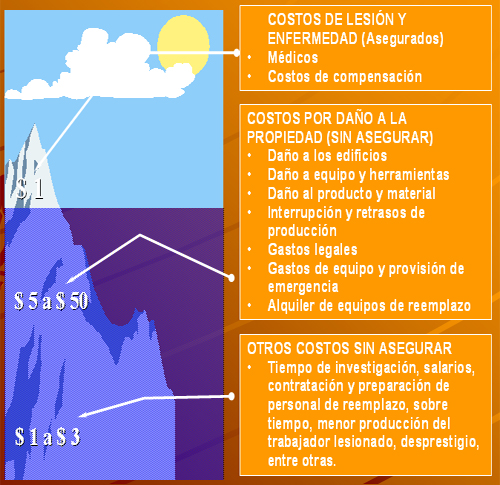 COSTOS DE LESIÓN Y
ENFERMEDAD (Asegurados)
• Médicos
• Costos de compensación
$ 1
COSTOS POR DAÑO A LA
PROPIEDAD (SIN ASEGURAR)
• Daño a los edificios
• Daño a equipo y herramientas
• Daño al producto y material
• Interrupción y retrasos de
producción
• Gastos legales
• Gastos de equipo y provisión de
emergencia
• Alquiler de equipos de reemplazo
$ 5 a $ 50
OTROS COSTOS SIN ASEGURAR
• Tiempo de investigación, salarios,
contratación y preparación de
personal de reemplazo, sobre
tiempo, menor producción del
trabajador lesionado, desprestigio,
entre otras.
$ 1 a $ 3